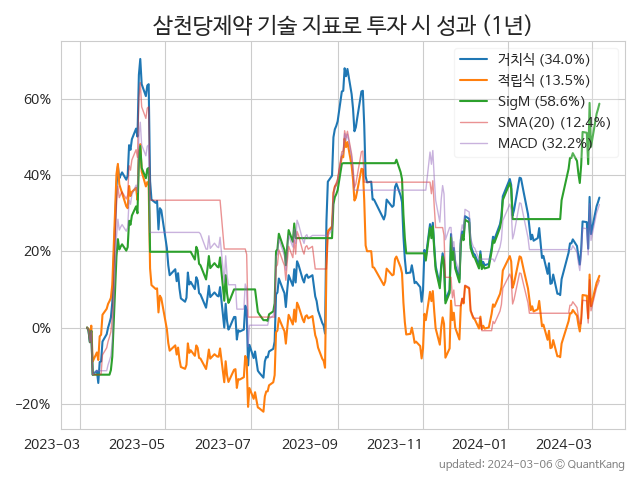 삼천당제약 기술 지표로 투자 시 성과 (1년)
거치식 (34.0%)
적립식 (13.5%)
SigM (58.6%)
SMA(20) (12.4%)
MACD (32.2%)
60%
40%
20%
0%
−20%
2023-03
2023-05
2023-07
2023-09
2023-11
2024-01
2024-03
updated: 2024-03-06 © QuantKang